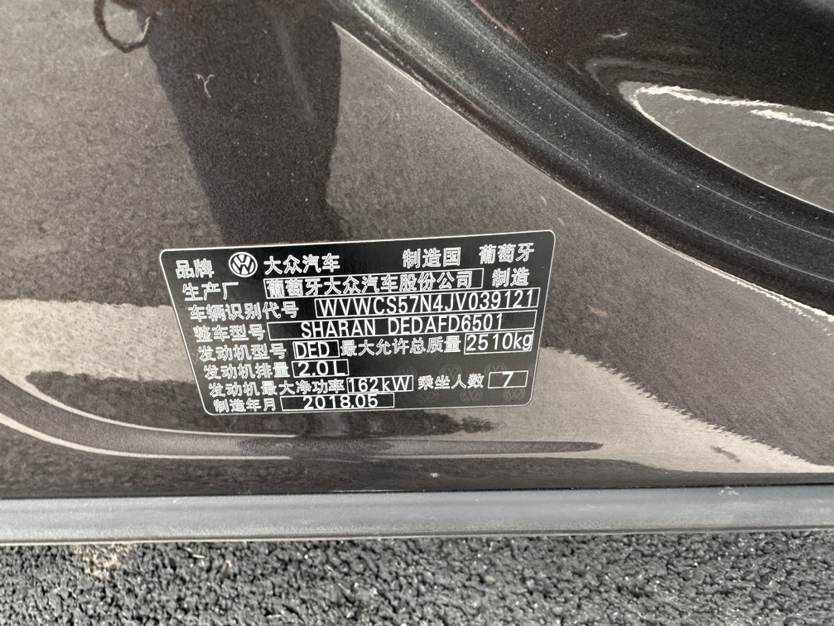 品牌 大众汽车 制造国 葡萄牙
生产厂 葡萄牙大众汽车股份公司 制造
车辆识别代号 WVWCS57N4JV039121
整车型号 SHARAN DEDAFD6501
发动机型号 DED 最大允许总质量 2510kg
发动机排量 2.0L
发动机最大净功率 162kW 乘坐人数 7
制造年月 2018.05